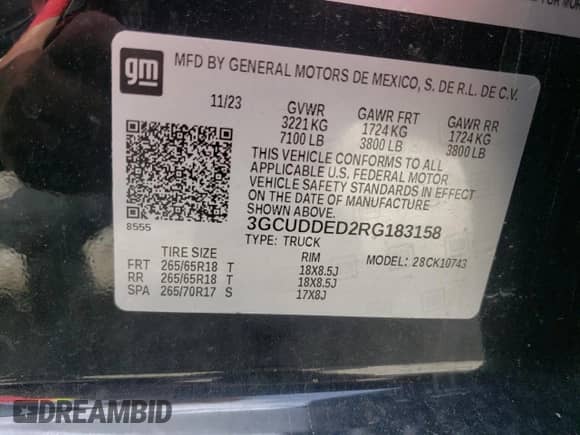 FOR MOR
gm
MFD BY GENERAL MOTORS DE MEXICO, S. DE R.L. DE C.V.
11/23 GVWR GAWR FRT GAWR RR
3221 KG 1724 KG 1724 KG
7100 LB 3800 LB 3800 LB
THIS VEHICLE CONFORMS TO ALL
APPLICABLE U.S. FEDERAL MOTOR
VEHICLE SAFETY STANDARDS IN EFFECT
ON THE DATE OF MANUFACTURE
SHOWN ABOVE.
8555 3GCUDDED2RG183158
TYPE: TRUCK
TIRE SIZE RIM MODEL: 28CK10743
FRT 265/65R18 T 18X8.5J
RR 265/65R18 T 18X8.5J
SPA 265/70R17 S 17X8J
DREAMBID